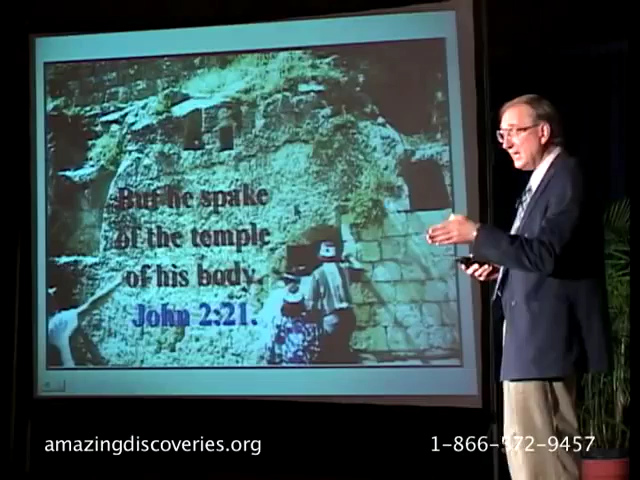 But he spake
of the temple
of his body.
John 2:21.
amazingdiscoveries.org
1-866-572-9457